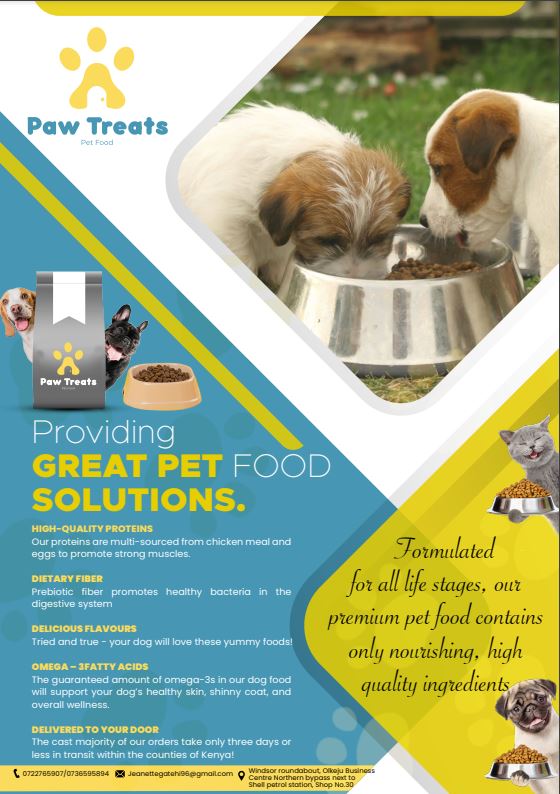 Paw Treats
Pet Food
Paw Treats
Providing
GREAT PET FOOD
SOLUTIONS.
HIGH-QUALITY PROTEINS
Our proteins are multi-sourced from chicken meal and
eggs to promote strong muscles.
DIETARY FIBER
Prebiotic fiber promotes healthy bacteria in the
digestive system
DELICIOUS FLAVOURS
Tried and true - your dog will love these yummy foods!
OMEGA – 3FATTY ACIDS
The guaranteed amount of omega-3s in our dog food
will support your dog's healthy skin, shinny coat, and
overall wellness.
DELIVERED TO YOUR DOOR
The cast majority of our orders take only three days or
less in transit within the counties of Kenya!
Formulated
for all life stages, our
premium pet food contains
only nourishing, high
quality ingredients
0722765907/0736595894 Jeanettegatehi96@gmail.com Windsor roundabout, Olkeju Business
Centre Northern bypass next to
Shell petrol station, Shop No.30